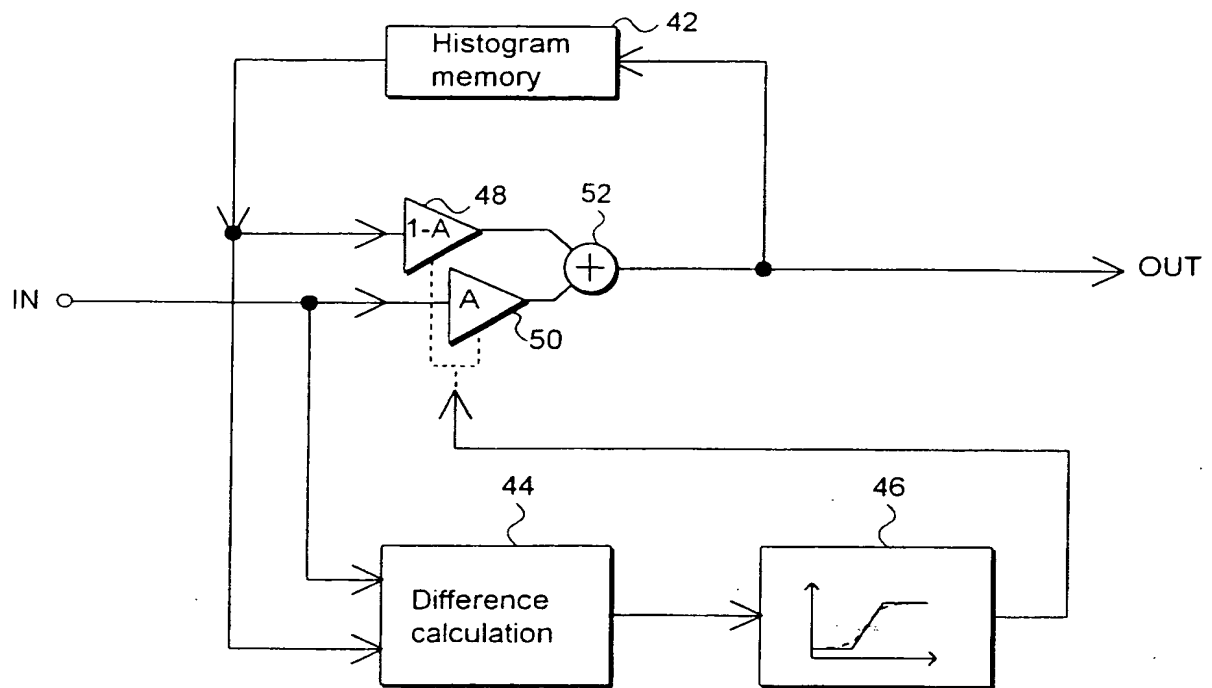 42
Histogram
memory
48
1-A
52
+
OUT
IN
A
50
44
46
Difference
calculation